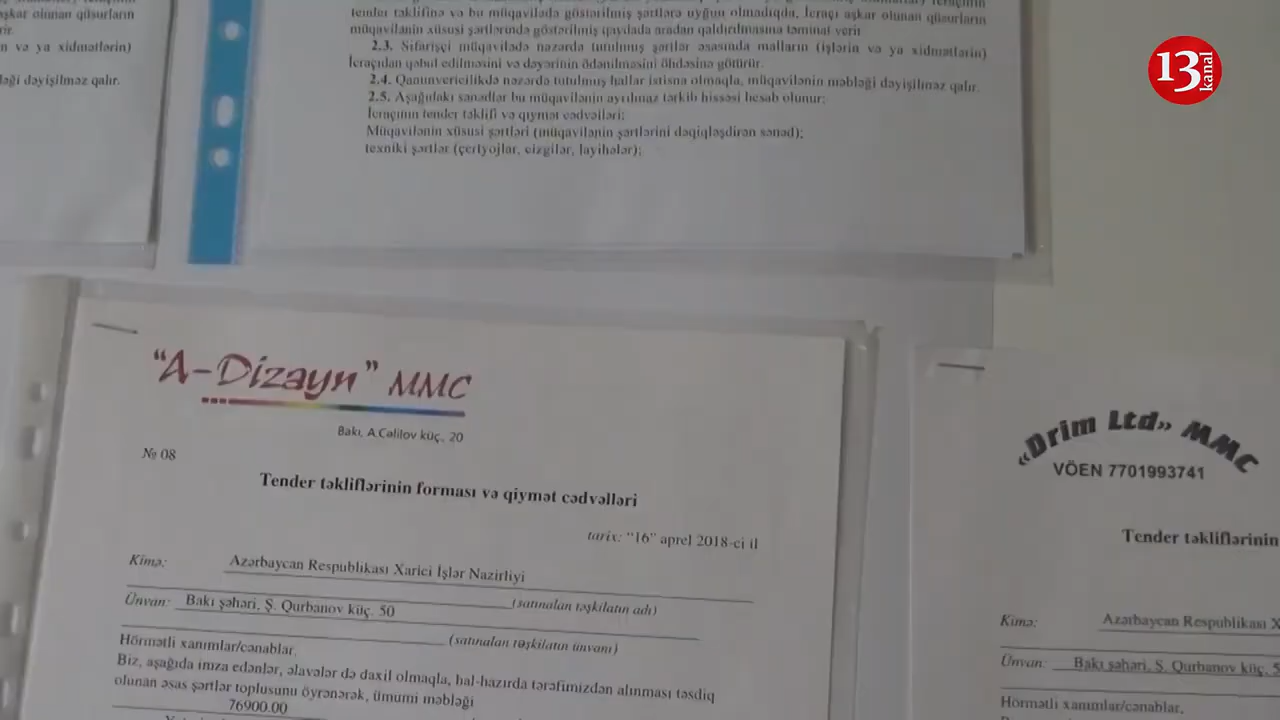 aşkar olunan qüsurların
n və ya xidmətlərin)
ləği dəyişilməz qalır.
tender təklifinə və bu müqavilədə göstərilmiş şərtlərə uyğun olmadıqda, İcraçı aşkar olunan qüsurların
müqavilənin xüsusi şərtlərində göstərilmiş qaydada aradan qaldırılmasına təminat verir.
2.3. Sifarişçi müqavilədə nəzərdə tutulmuş şərtlər əsasında malların (işlərin və ya xidmətlərin)
İcraçıdan qəbul edilməsini və dəyərinin ödənilməsini öhdəsinə götürür.
2.4. Qanunvericilikdə nəzərdə tutulmuş hallar istisna olmaqla, müqavilənin məbləği dəyişilməz qalır.
2.5. Aşağıdakı sənədlər bu müqavilənin ayrılmaz tərkib hissəsi hesab olunur:
İcraçının tender təklifi və qiymət cədvəlləri;
Müqavilənin xüsusi şərtləri (müqavilənin şərtlərini dəqiqləşdirən sənəd);
texniki şərtlər (çertyojlar, cizgilər, layihələr);
13 kanal
"A-Dizayn" MMC
Bakı, A.Cəlilov küç., 20
№ 08
Tender təkliflərinin forması və qiymət cədvəlləri
tarix: "16" aprel 2018-ci il
Kimə: Azərbaycan Respublikası Xarici İşlər Nazirliyi
(satınalan təşkilatın adı)
Ünvan: Bakı şəhəri, Ş. Qurbanov küç. 50
(satınalan təşkilatın ünvanı)
Hörmətli xanımlar/cənablar,
Biz, aşağıda imza edənlər, əlavələr də daxil olmaqla, hal-hazırda tərəfimizdən alınması təsdiq
olunan əsas şərtlər toplusunu öyrənərək, ümumi məbləği
76900.00
«Drim Ltd» MMC
VÖEN 7701993741
Tender təkliflərinin
Kimə: Azərbaycan Respublikası X
Ünvan: Bakı şəhəri, Ş. Qurbanov küç. 5
Hörmətli xanımlar/cənablar,